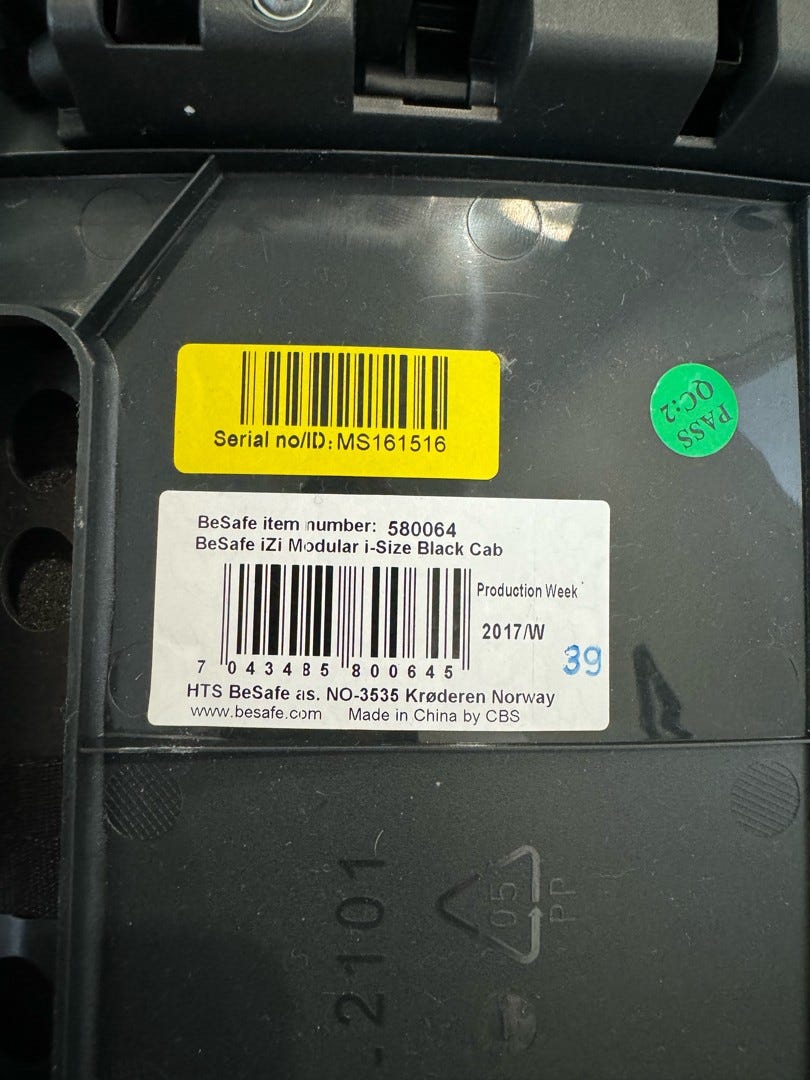 Serial no/ID: MS161516
PASS
QC:2
BeSafe item number: 580064
BeSafe iZi Modular i-Size Black Cab
Production Week
2017/W 39
7 043485 800645
HTS BeSafe as. NO-3535 Krøderen Norway
www.besafe.com Made in China by CBS
-2101
05
PP